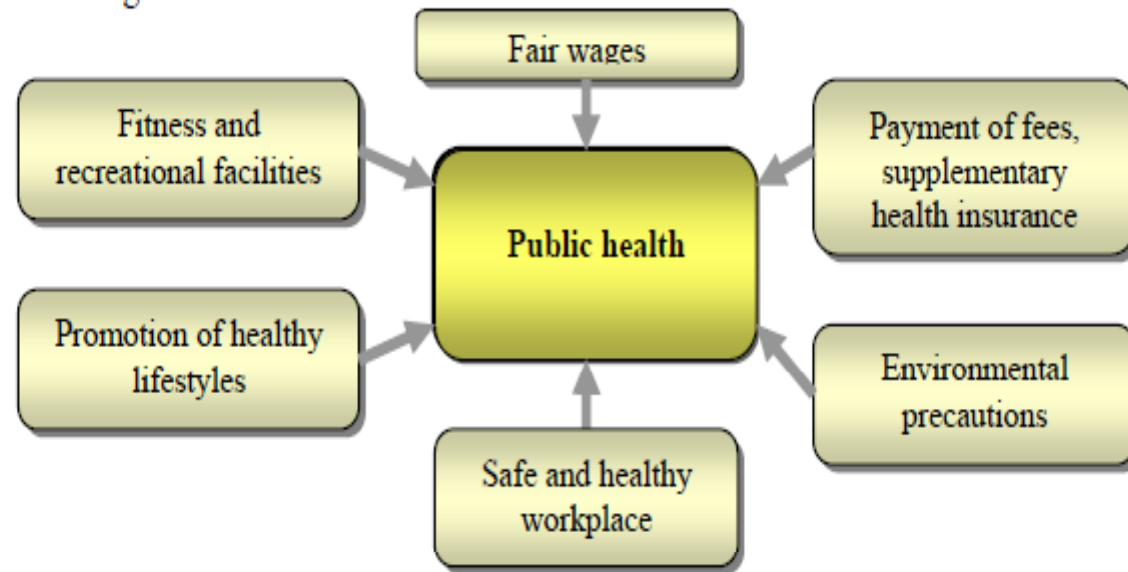 Fair wages
Fitness and
recreational facilities
Payment of fees,
supplementary
health insurance
Public health
Promotion of healthy
lifestyles
Environmental
precautions
Safe and healthy
workplace